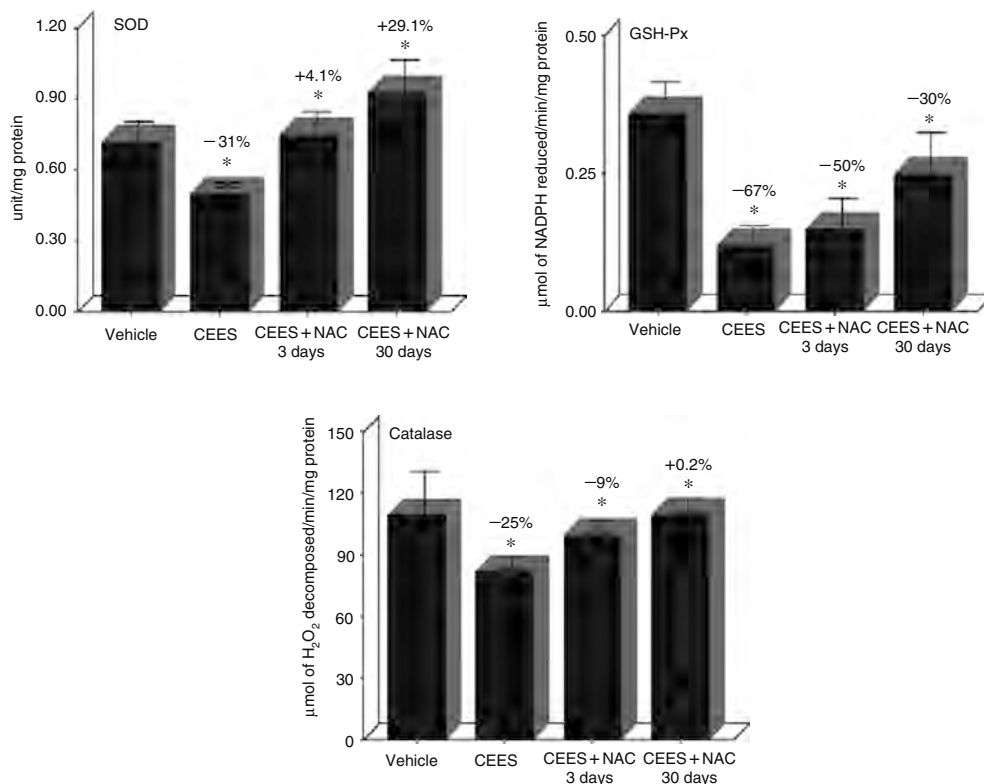 SOD
unit/mg protein
1.20
0.90
0.60
0.30
0.00
−31%
*
+4.1%
*
+29.1%
*
Vehicle
CEES
CEES+NAC
3 days
CEES+NAC
30 days
GSH-Px
μmol of NADPH reduced/min/mg protein
0.50
0.25
0.00
−67%
*
−50%
*
−30%
*
Vehicle
CEES
CEES+NAC
3 days
CEES+NAC
30 days
Catalase
μmol of H₂O₂ decomposed/min/mg protein
150
120
90
60
30
0
−25%
*
−9%
*
+0.2%
*
Vehicle
CEES
CEES+NAC
3 days
CEES+NAC
30 days